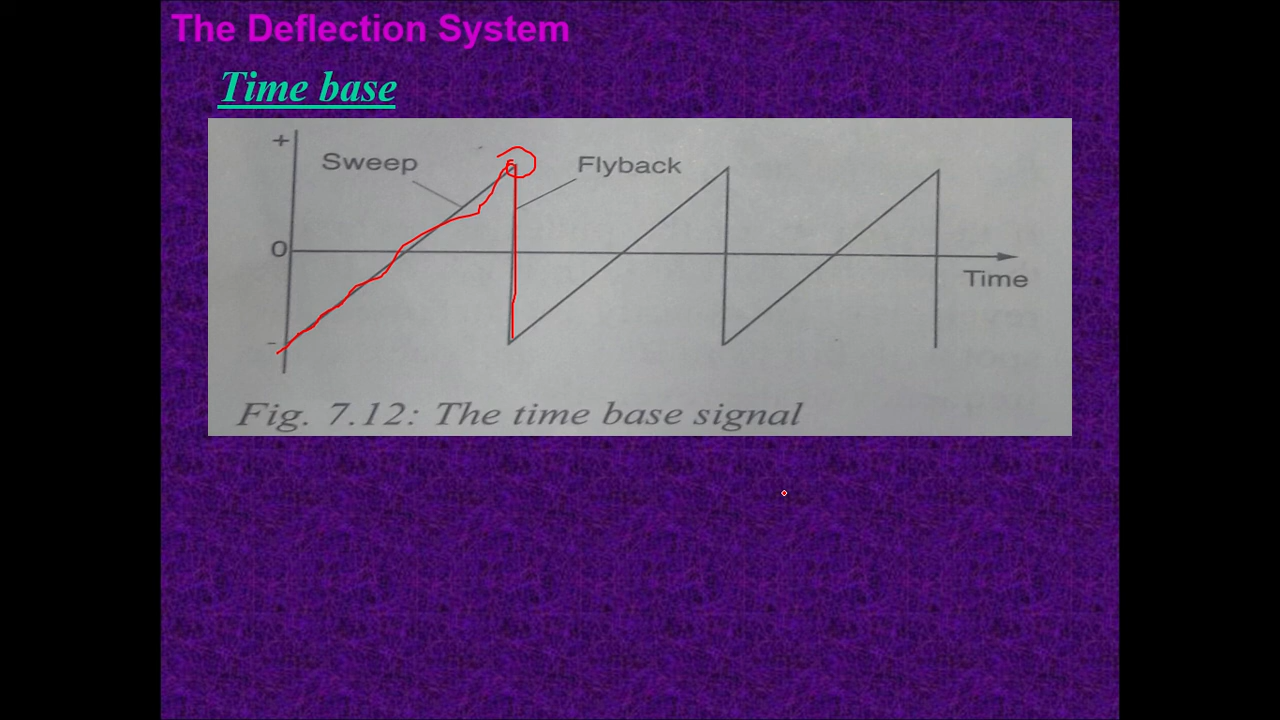 The Deflection System
Time base
+
Sweep
Flyback
0
Time
-
Fig. 7.12: The time base signal